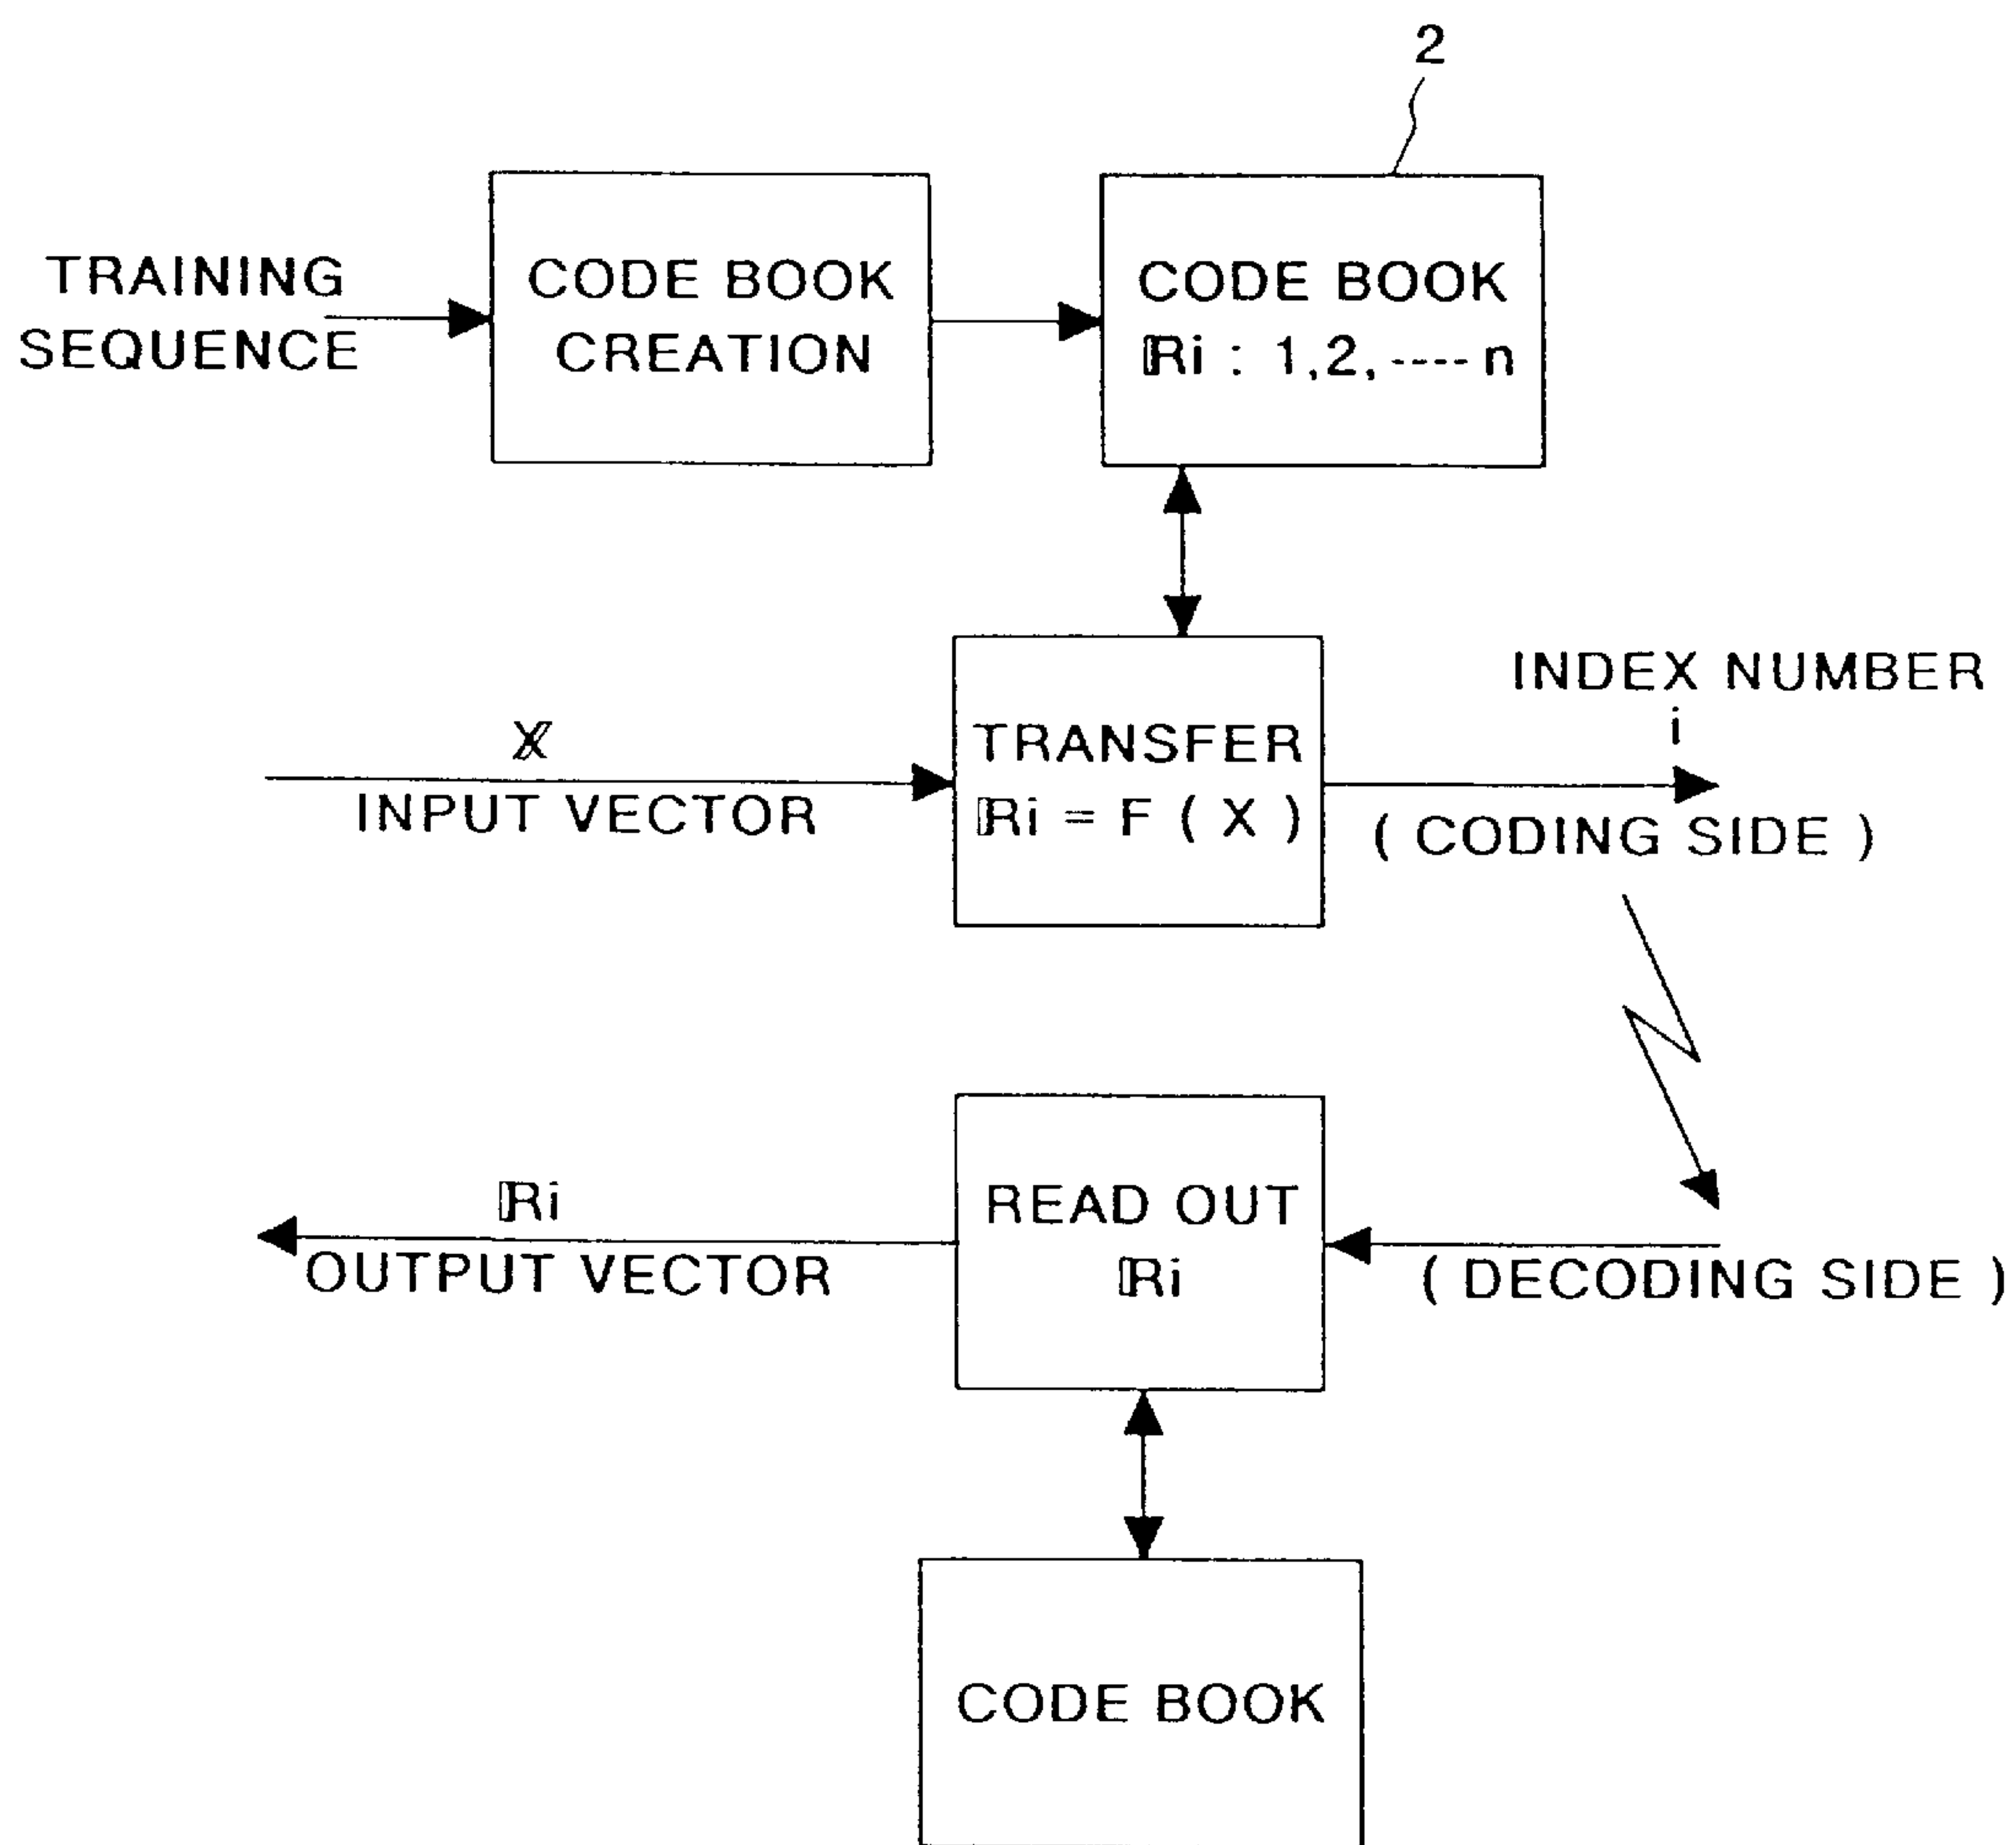 2
TRAINING
SEQUENCE
CODE BOOK
CREATION
CODE BOOK
ℝi : 1,2, ---- n
INDEX NUMBER
i
𝕏
INPUT VECTOR
TRANSFER
ℝi = F ( X )
( CODING SIDE )
ℝi
OUTPUT VECTOR
READ OUT
ℝi
( DECODING SIDE )
CODE BOOK